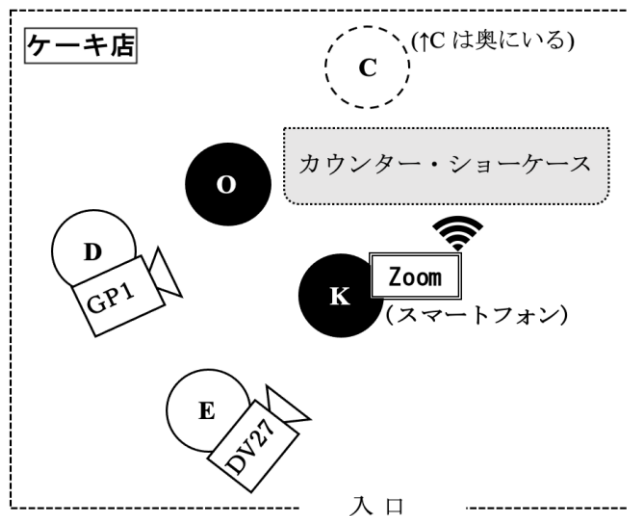 ケーキ店
C
(↑C は奥にいる)
カウンター・ショーケース
O
D
GP1
K
Zoom
(スマートフォン)
E
DV27
入 口